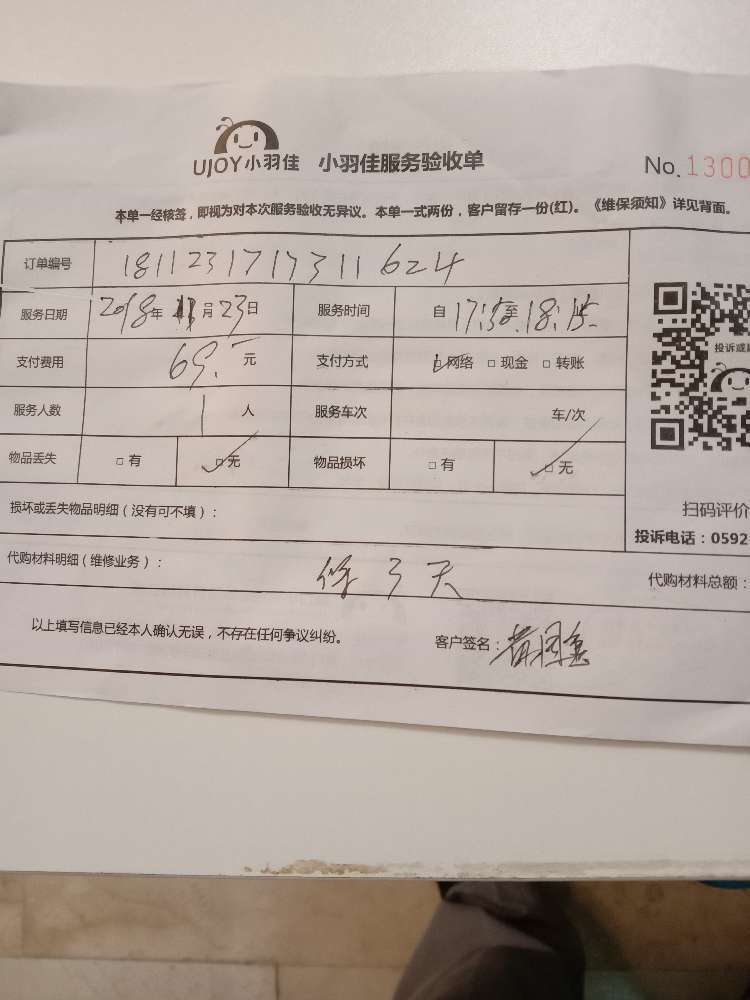 UJOY小羽佳 小羽佳服务验收单 No.1300
本单一经核签，即视为对本次服务验收无异议。本单一式两份，客户留存一份(红)。《维保须知》详见背面。
订单编号 181123171731​1624
服务日期 2018年 11月 23日 服务时间 自 17:50至 18:15
支付费用 69.- 元 支付方式 □网络 □现金 □转账
投诉或
服务人数 1 人 服务车次 车/次
物品丢失 □有 □无 物品损坏 □有 □无
损坏或丢失物品明细（没有可不填）：
扫码评价
投诉电话：0592
代购材料明细（维修业务）： 天
代购材料总额：
以上填写信息已经本人确认无误，不存在任何争议纠纷。 客户签名：